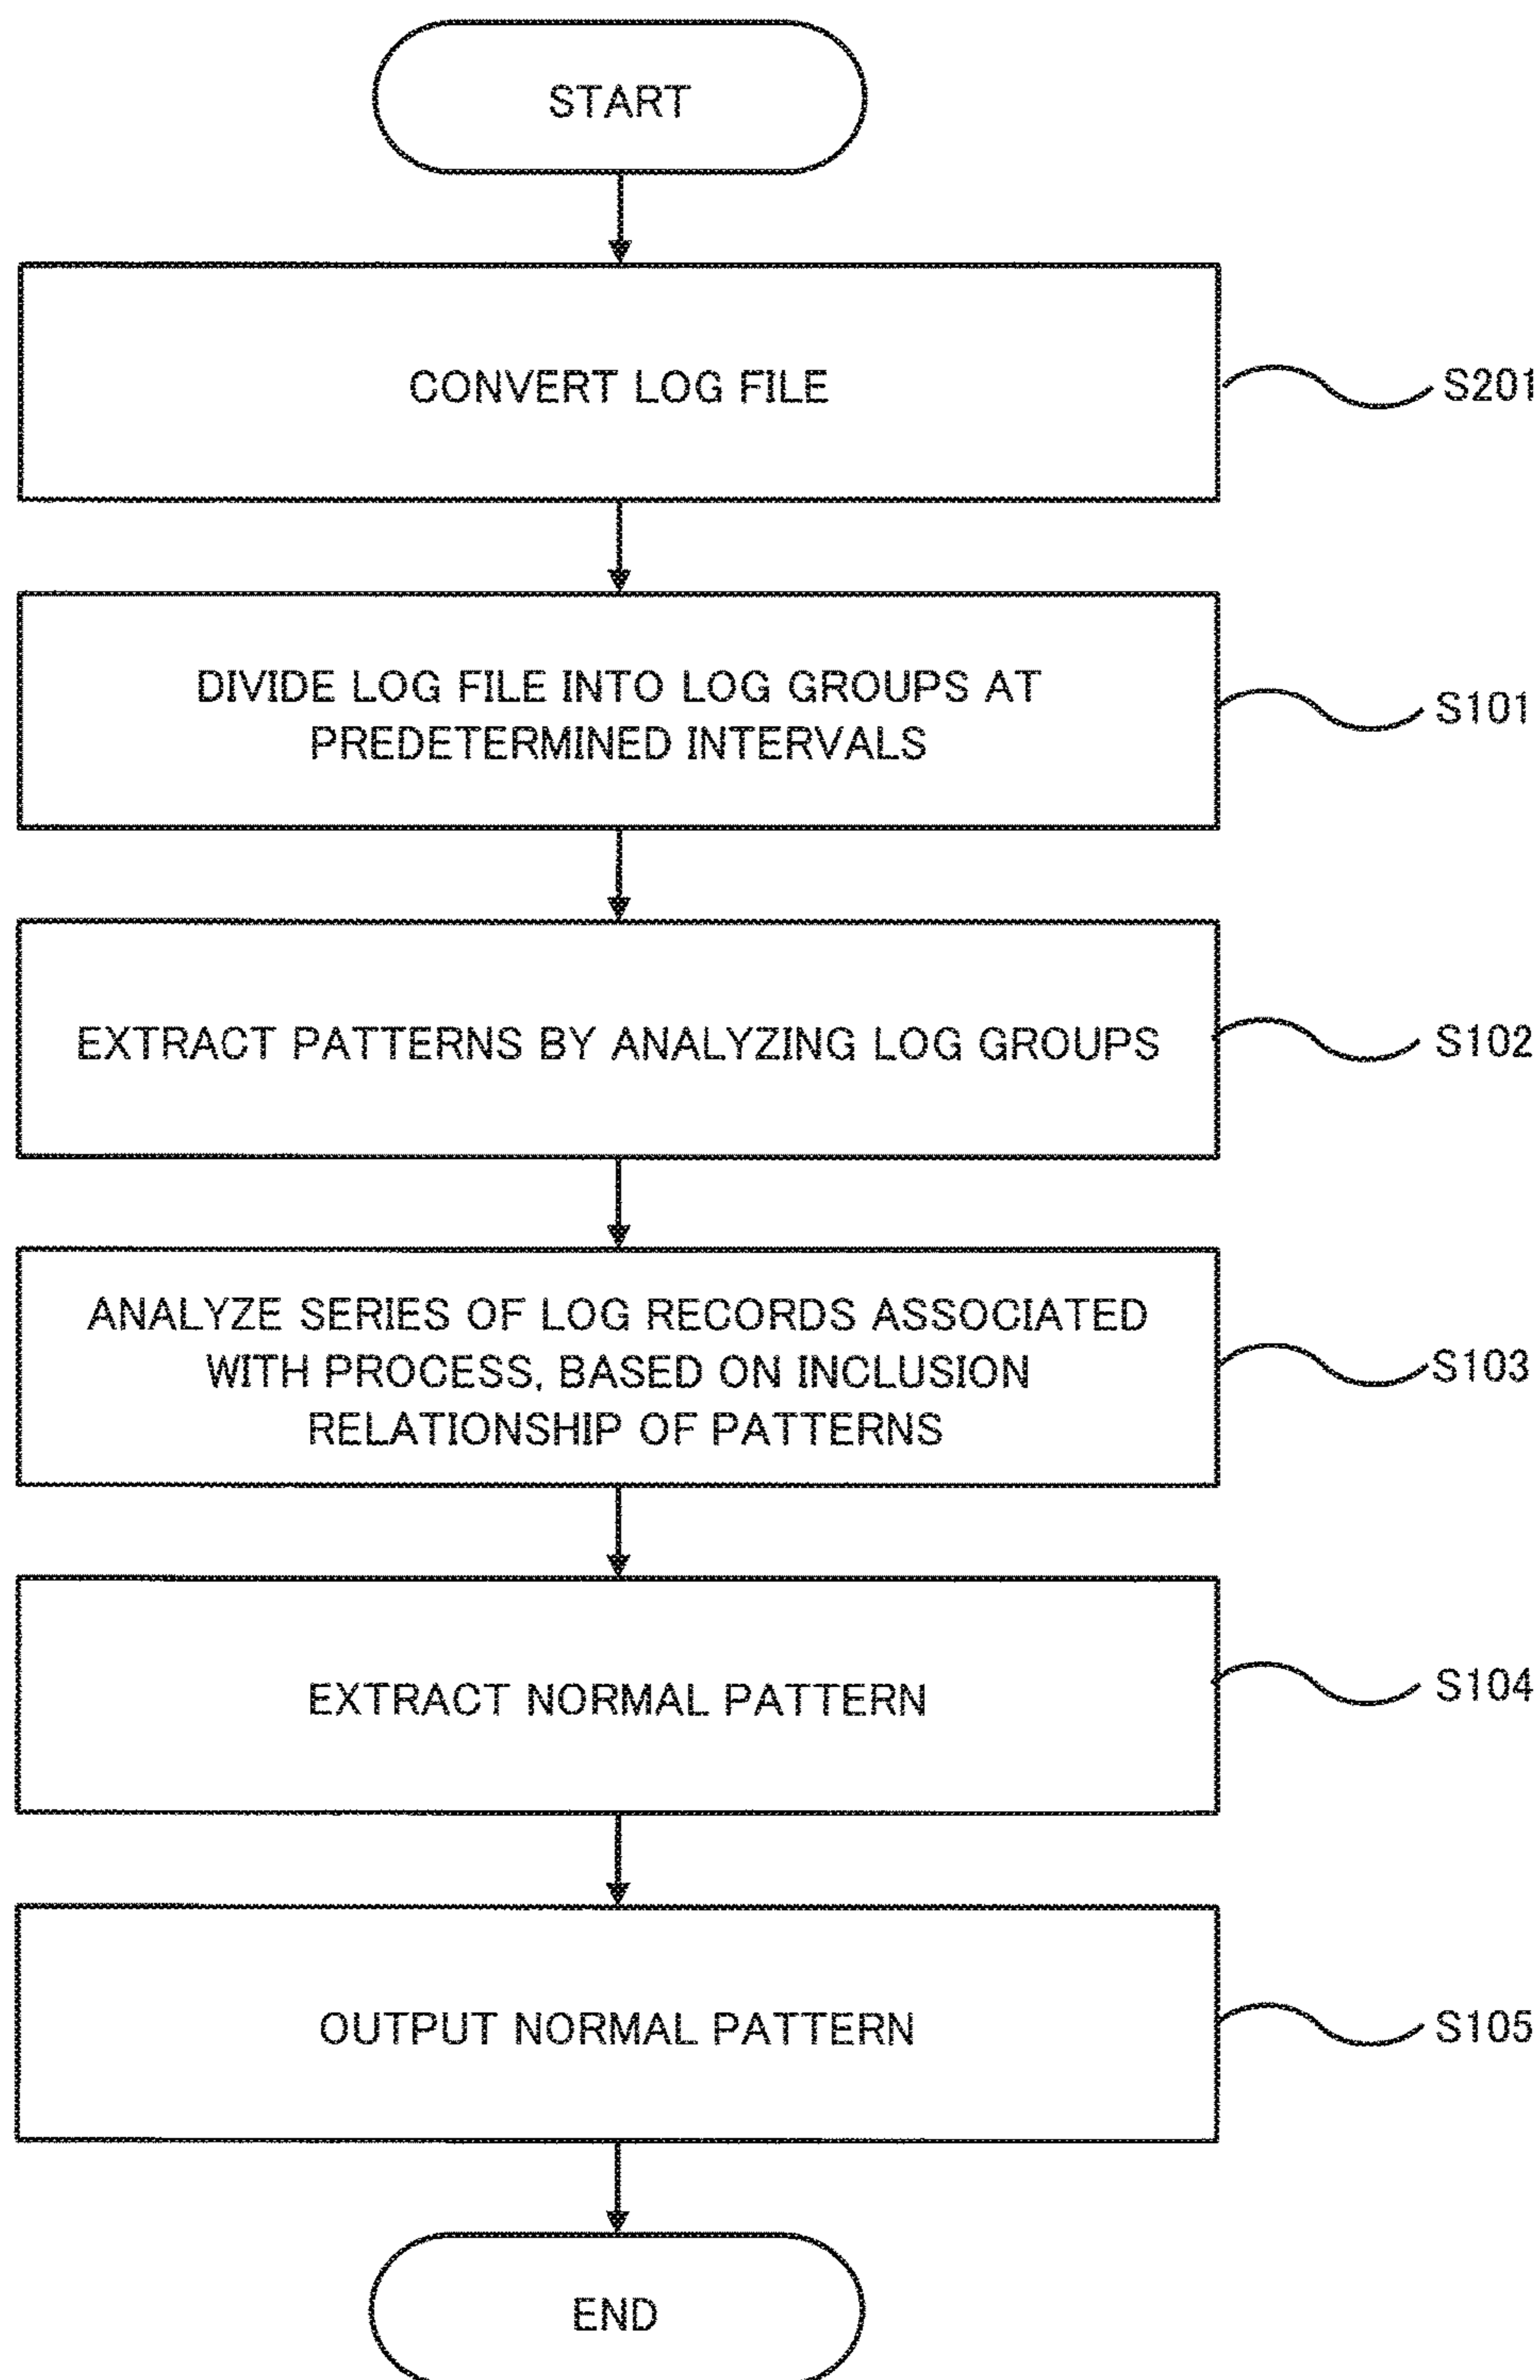 START
CONVERT LOG FILE
S201
DIVIDE LOG FILE INTO LOG GROUPS AT
PREDETERMINED INTERVALS
S101
EXTRACT PATTERNS BY ANALYZING LOG GROUPS
S102
ANALYZE SERIES OF LOG RECORDS ASSOCIATED
WITH PROCESS, BASED ON INCLUSION
RELATIONSHIP OF PATTERNS
S103
EXTRACT NORMAL PATTERN
S104
OUTPUT NORMAL PATTERN
S105
END